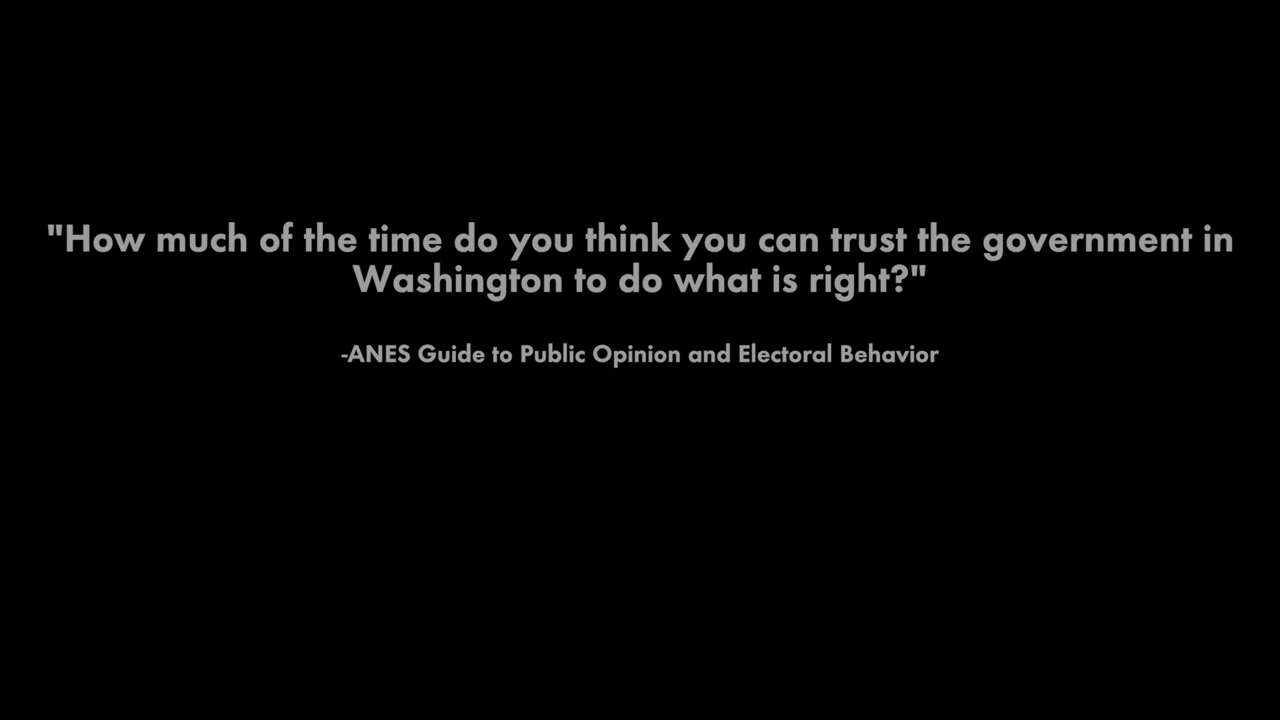 "How much of the time do you think you can trust the government in
Washington to do what is right?"
-ANES Guide to Public Opinion and Electoral Behavior